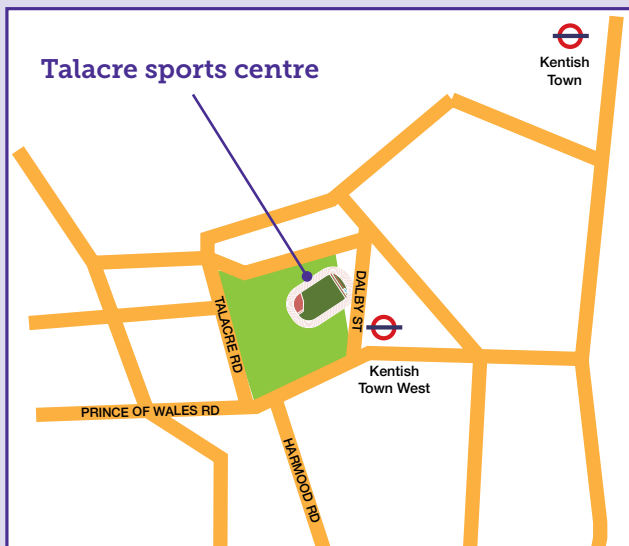 Kentish
Town
Talacre sports centre
DALBY ST
TALACRE RD
Kentish
Town West
PRINCE OF WALES RD
HARMOOD RD